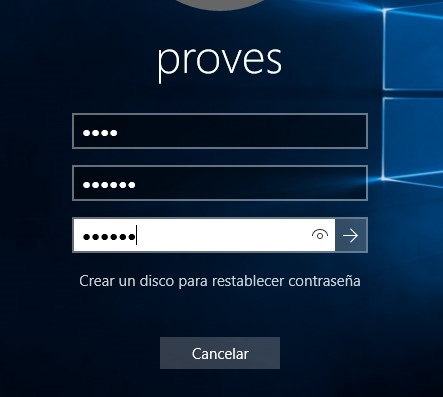 proves
••••
••••••
••••••
Crear un disco para restablecer contraseña
Cancelar